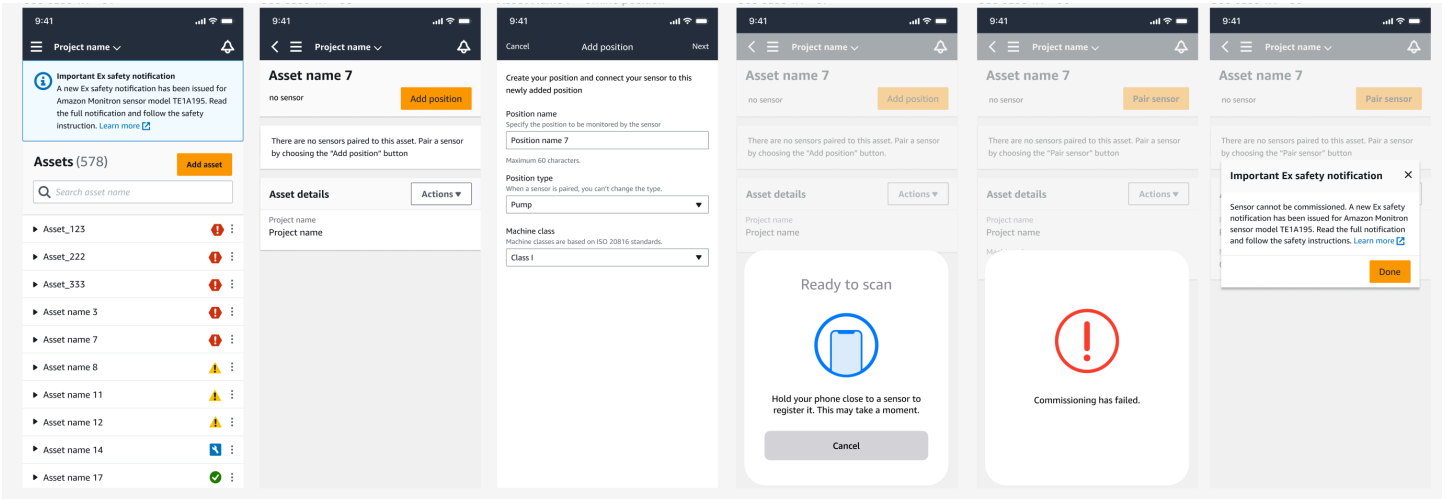 9:41
Project name
Important Ex safety notification
A new Ex safety notification has been issued for
Amazon Monitron sensor model TE1A195. Read
the full notification and follow the safety
instruction. Learn more
Assets (578)
Add asset
Search asset name
Asset_123
Asset_222
Asset_333
Asset name 3
Asset name 7
Asset name 8
Asset name 11
Asset name 12
Asset name 14
Asset name 17
9:41
Project name
Asset name 7
no sensor
Add position
There are no sensors paired to this asset. Pair a sensor
by choosing the “Add position” button
Asset details
Actions
Project name
Project name
9:41
Cancel
Add position
Next
Create your position and connect your sensor to this
newly added position
Position name
Specify the position to be monitored by the sensor
Position name 7
Maximum 60 characters.
Position type
When a sensor is paired, you can't change the type.
Pump
Machine class
Machine classes are based on ISO 20816 standards.
Class I
9:41
Project name
Asset name 7
no sensor
Add position
There are no sensors paired to this asset. Pair a sensor
by choosing the “Add position” button.
Asset details
Actions
Project name
Project name
Ready to scan
Hold your phone close to a sensor to
register it. This may take a moment.
Cancel
9:41
Project name
Asset name 7
no sensor
Pair sensor
There are no sensors paired to this asset. Pair a sensor
by choosing the “Pair sensor” button
Asset details
Actions
Project name
Project name
Commissioning has failed.
9:41
Project name
Asset name 7
no sensor
Pair sensor
There are no sensors paired to this asset. Pair a sensor
by choosing the “Pair sensor” button
Important Ex safety notification
Sensor cannot be commissioned. A new Ex safety
notification has been issued for Amazon Monitron
sensor model TE1A195. Read the full notification
and follow the safety instructions. Learn more
Done